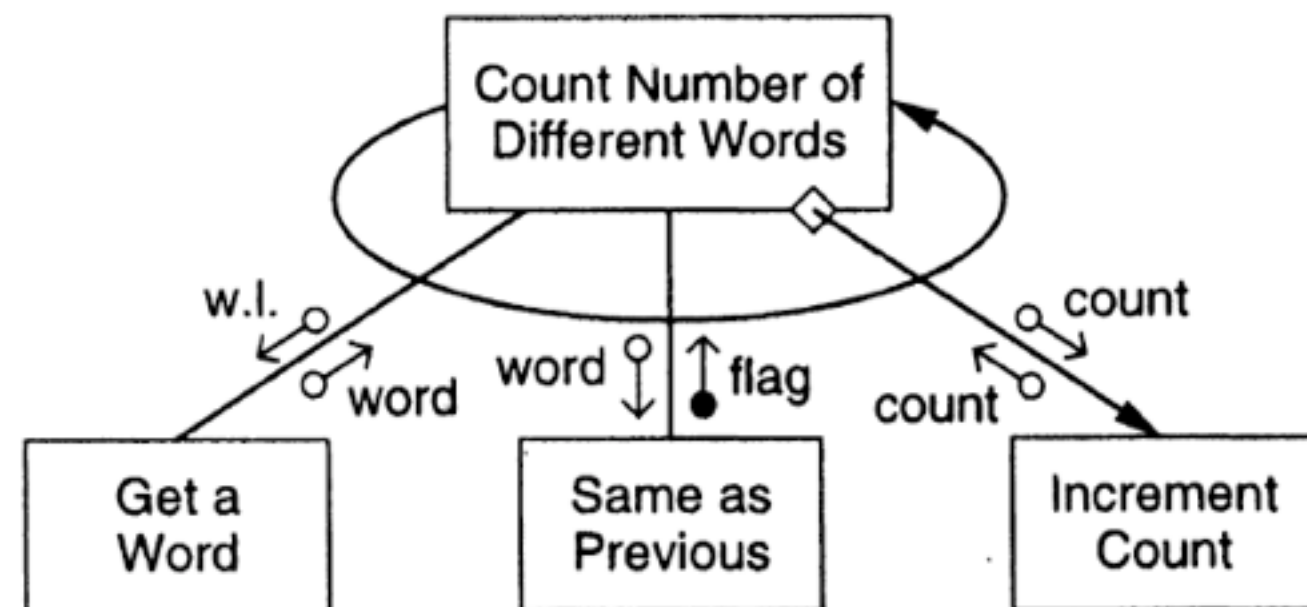 Count Number of
Different Words
w.l.
word
word
flag
count
count
Get a
Word
Same as
Previous
Increment
Count